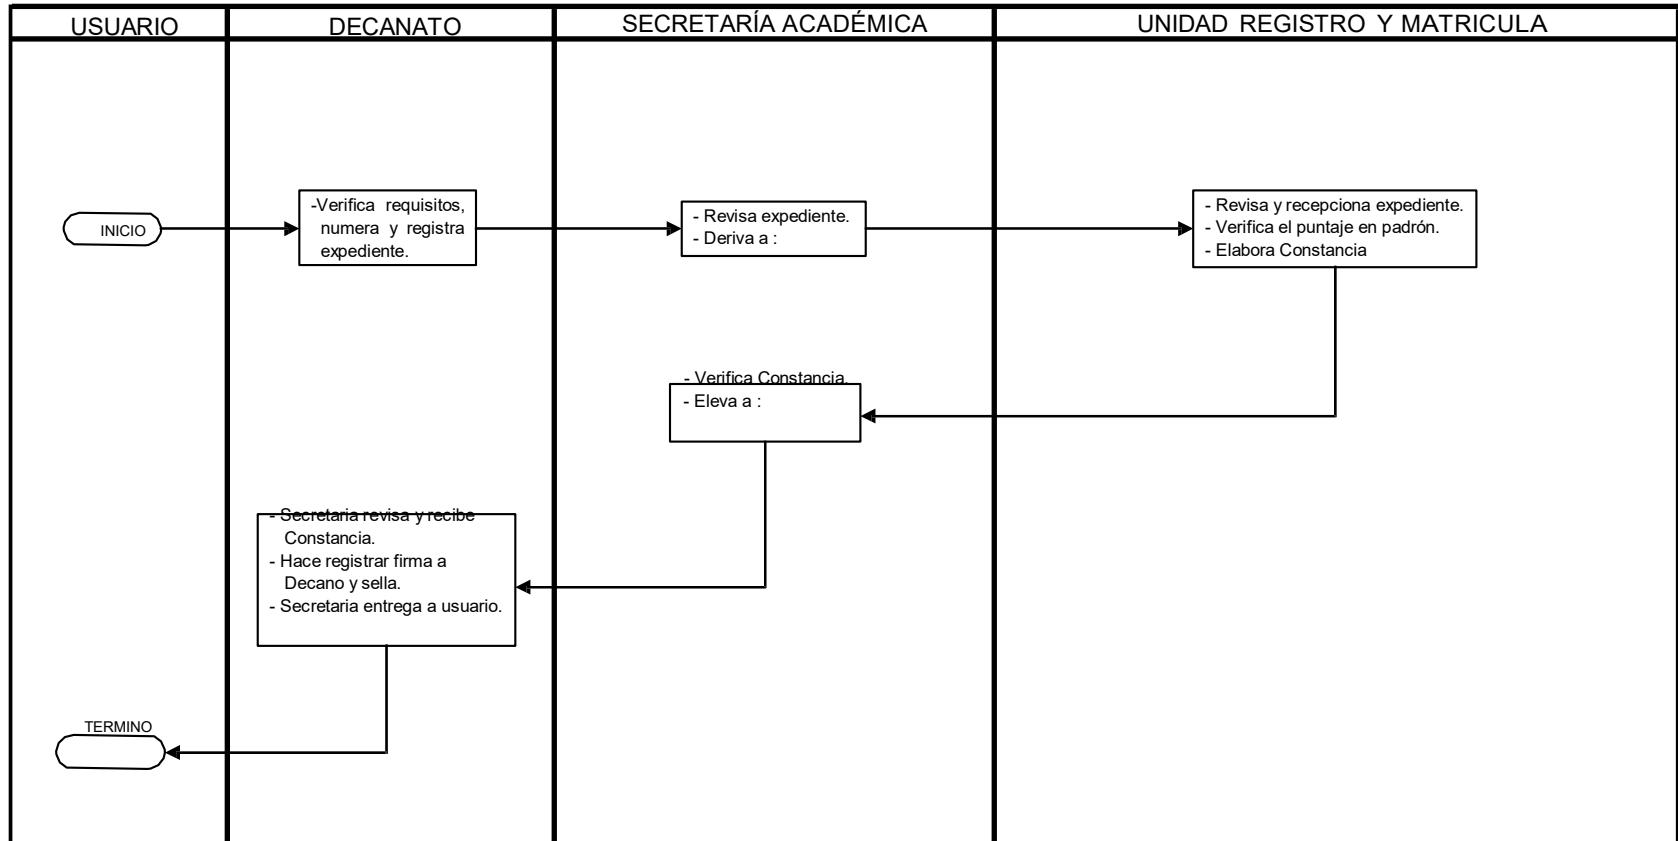 USUARIO
DECANATO
SECRETARÍA ACADÉMICA
UNIDAD REGISTRO Y MATRICULA
INICIO
-Verifica requisitos,
numera y registra
expediente.
- Revisa expediente.
- Deriva a :
- Revisa y recepciona expediente.
- Verifica el puntaje en padrón.
- Elabora Constancia
- Verifica Constancia.
- Eleva a :
- Secretaria revisa y recibe
Constancia.
- Hace registrar firma a
Decano y sella.
- Secretaria entrega a usuario.
TERMINO